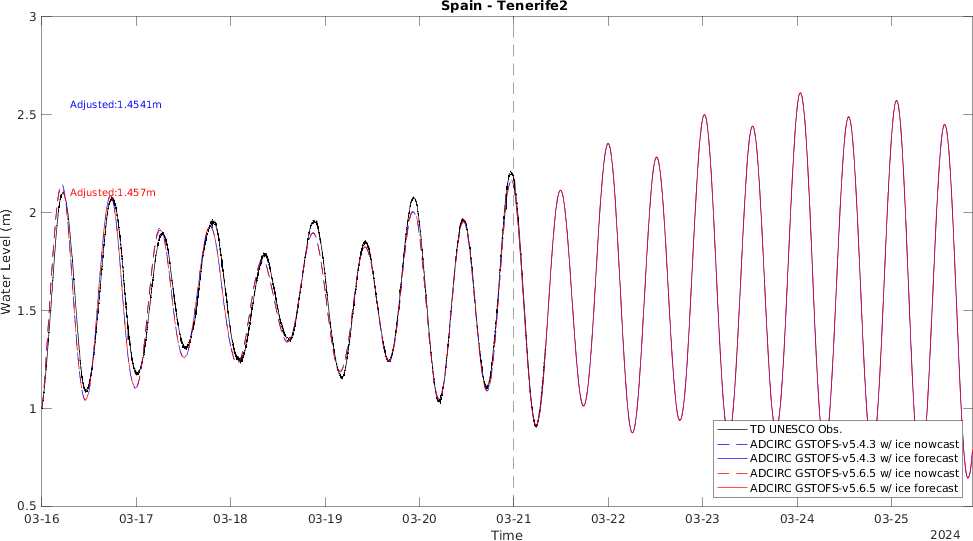 Spain - Tenerife2
3
2.5
2
1.5
1
0.5
Water Level (m)
Adjusted:1.4541m
Adjusted:1.457m
TD UNESCO Obs.
ADCIRC GSTOFS-v5.4.3 w/ ice nowcast
ADCIRC GSTOFS-v5.4.3 w/ ice forecast
ADCIRC GSTOFS-v5.6.5 w/ ice nowcast
ADCIRC GSTOFS-v5.6.5 w/ ice forecast
03-16 03-17 03-18 03-19 03-20 03-21 03-22 03-23 03-24 03-25
Time
2024